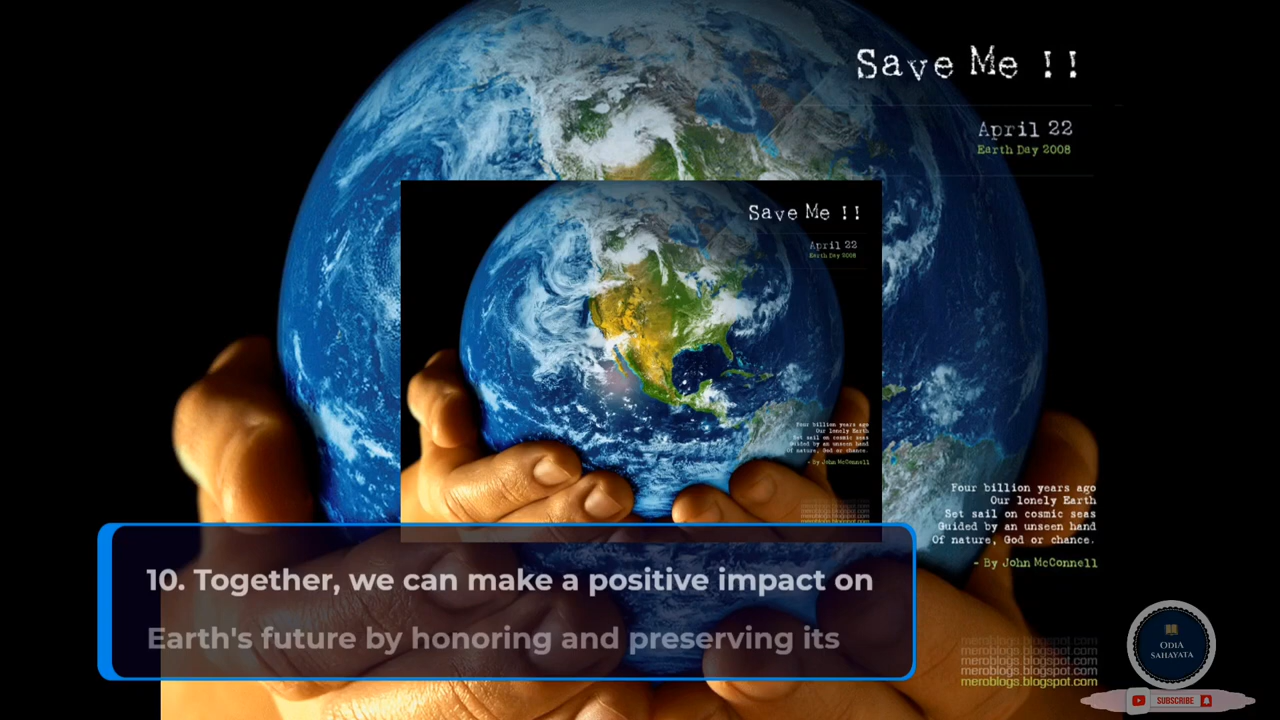 Save Me !!
April 22
Earth Day 2008
Save Me !!
April 22
Earth Day 2008
Four billion years ago
Our lonely Earth
Set sail on cosmic seas
Guided by an unseen hand
Of nature, God or chance.
- By John McConnell
Four billion years ago
Our lonely Earth
Set sail on cosmic seas
Guided by an unseen hand
Of nature, God or chance.
- By John McConnell
10. Together, we can make a positive impact on
Earth's future by honoring and preserving its
meroblogs.blogspot.com
meroblogs.blogspot.com
meroblogs.blogspot.com
meroblogs.blogspot.com
meroblogs.blogspot.com
ODIA
SAHAYATA
SUBSCRIBE